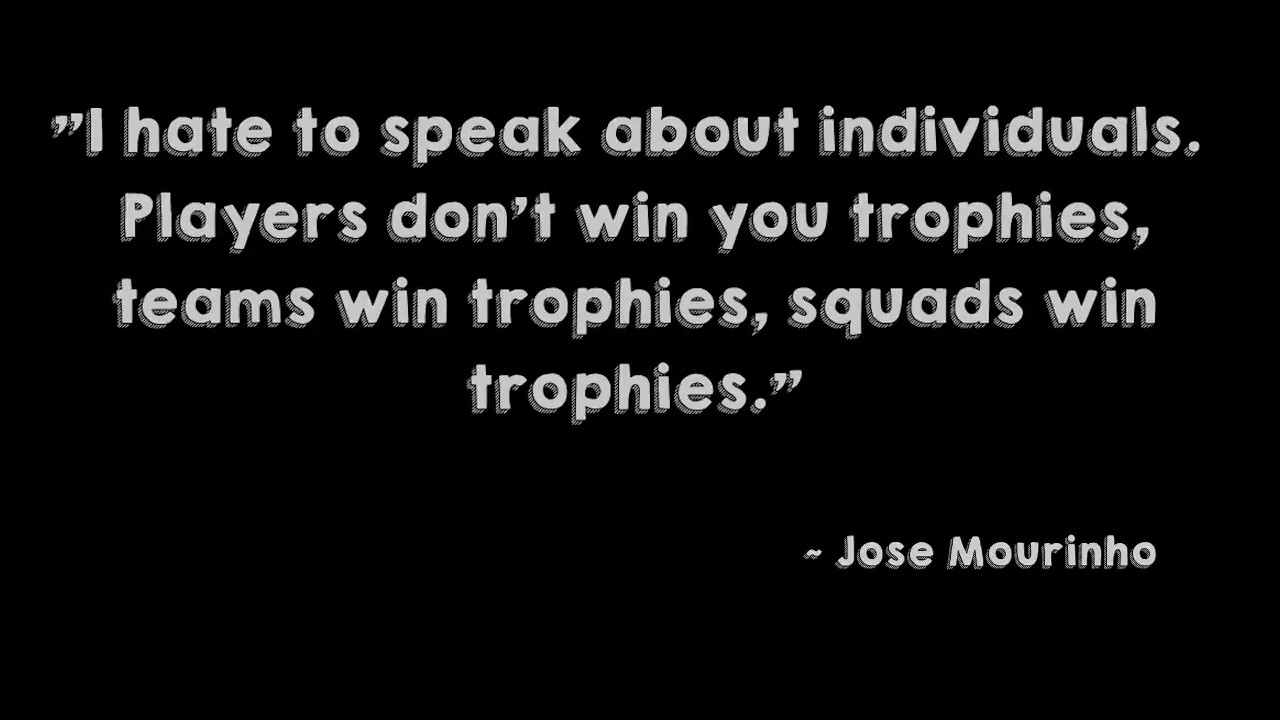 ”I hate to speak about individuals.
Players don’t win you trophies,
teams win trophies, squads win
trophies.”
~ Jose Mourinho